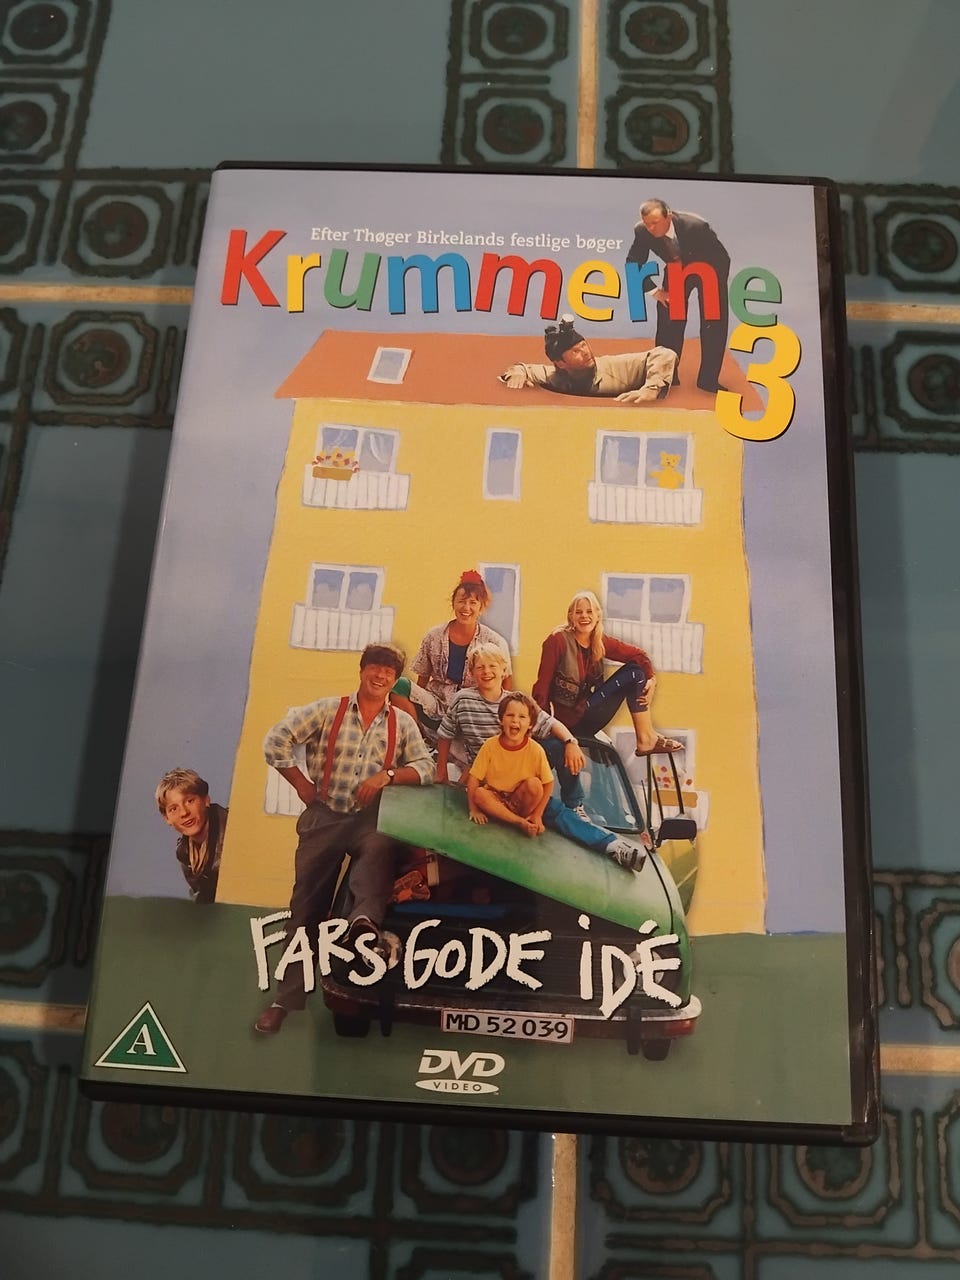 Efter Thøger Birkelands festlige bøger
Krummerne
3
FARS GODE IDÉ
MD 52 039
A
DVD
VIDEO